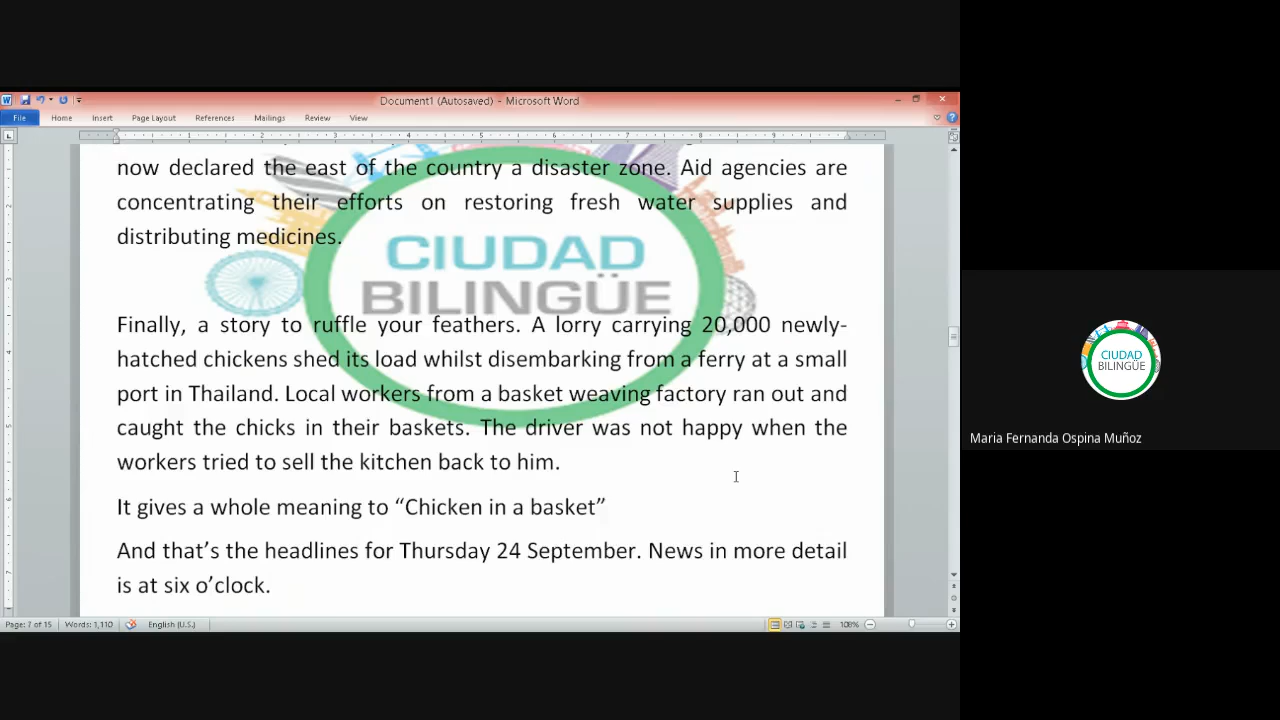 Document1 (Autosaved) - Microsoft Word
File Home Insert Page Layout References Mailings Review View
now declared the east of the country a disaster zone. Aid agencies are
concentrating their efforts on restoring fresh water supplies and
distributing medicines.
CIUDAD
BILINGÜE
Finally, a story to ruffle your feathers. A lorry carrying 20,000 newly-
hatched chickens shed its load whilst disembarking from a ferry at a small
port in Thailand. Local workers from a basket weaving factory ran out and
caught the chicks in their baskets. The driver was not happy when the
workers tried to sell the kitchen back to him.
It gives a whole meaning to “Chicken in a basket”
And that’s the headlines for Thursday 24 September. News in more detail
is at six o’clock.
Page: 7 of 15 Words: 1,110 English (U.S.) 108%
CIUDAD
BILINGÜE
Maria Fernanda Ospina Muñoz